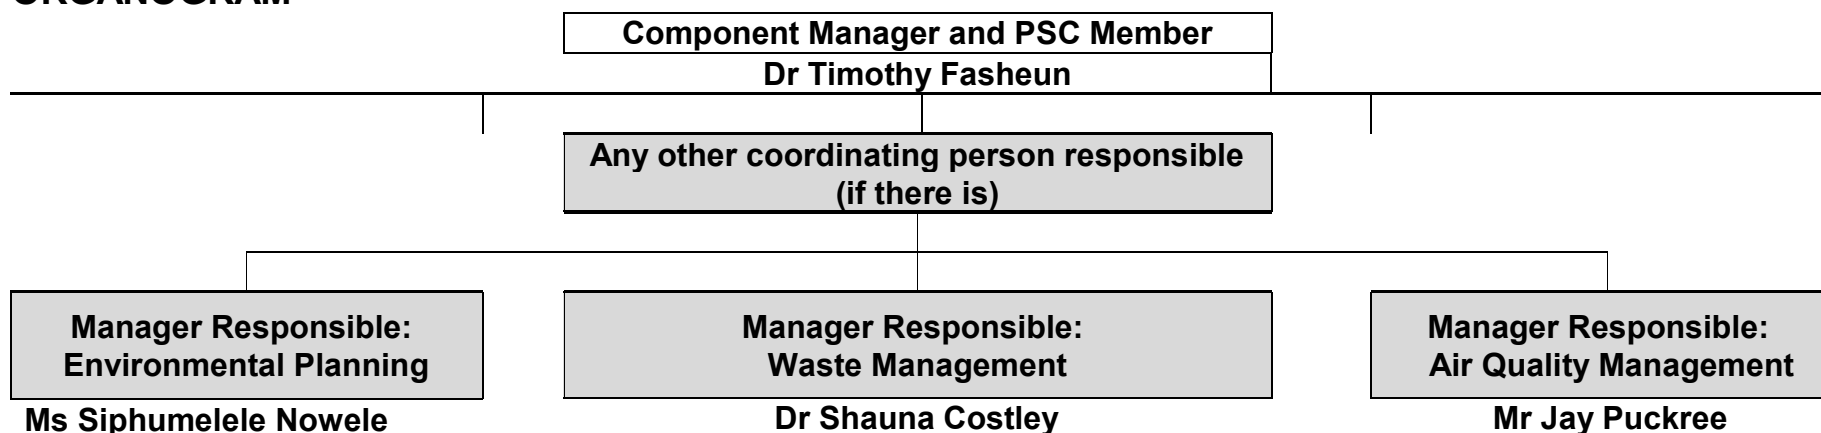 ORGANOGRAM
Component Manager and PSC Member
Dr Timothy Fasheun
Any other coordinating person responsible
(if there is)
Manager Responsible:
Environmental Planning
Manager Responsible:
Waste Management
Manager Responsible:
Air Quality Management
Ms Siphumelele Nowele
Dr Shauna Costley
Mr Jay Puckree